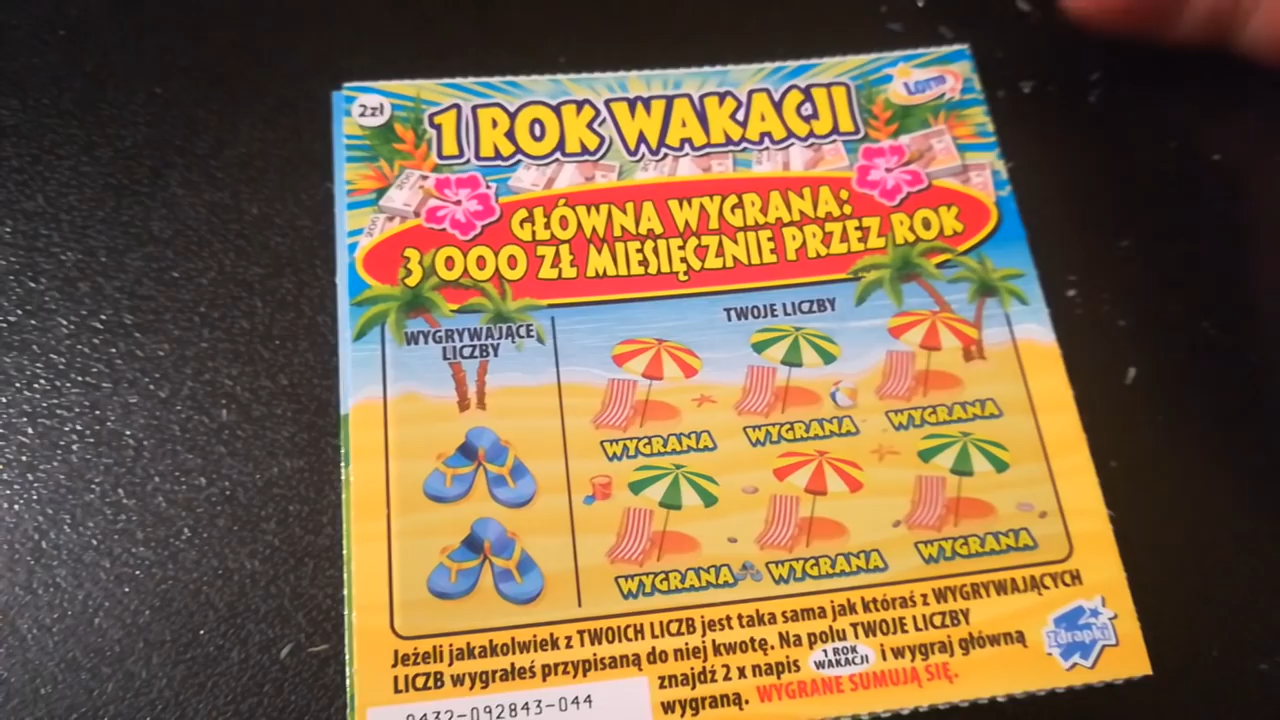 2zł
1 ROK WAKACJI
LOTTO
GŁÓWNA WYGRANA:
3 000 ZŁ MIESIĘCZNIE PRZEZ ROK
WYGRYWAJĄCE
LICZBY
TWOJE LICZBY
WYGRANA WYGRANA WYGRANA
WYGRANA WYGRANA WYGRANA
Jeżeli jakakolwiek z TWOICH LICZB jest taka sama jak któraś z WYGRYWAJĄCYCH
LICZB wygrałeś przypisaną do niej kwotę. Na polu TWOJE LICZBY
znajdź 2 x napis 1 ROK WAKACJI i wygraj główną
wygraną. WYGRANE SUMUJĄ SIĘ.
Zdrapki
0432-092843-044